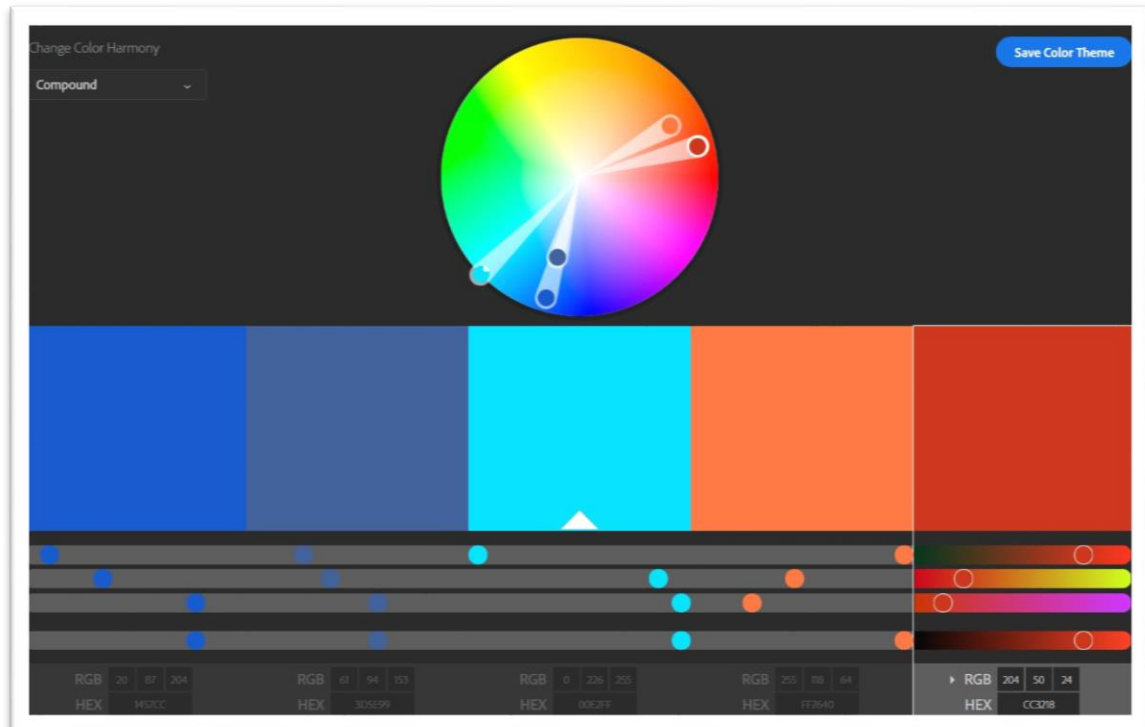 Change Color Harmony
Save Color Theme
Compound
RGB 20 87 204
HEX 1457CC
RGB 61 94 153
HEX 3D5E99
RGB 0 226 255
HEX 00E2FF
RGB 255 118 64
HEX FF7640
RGB 204 50 24
HEX CC3218